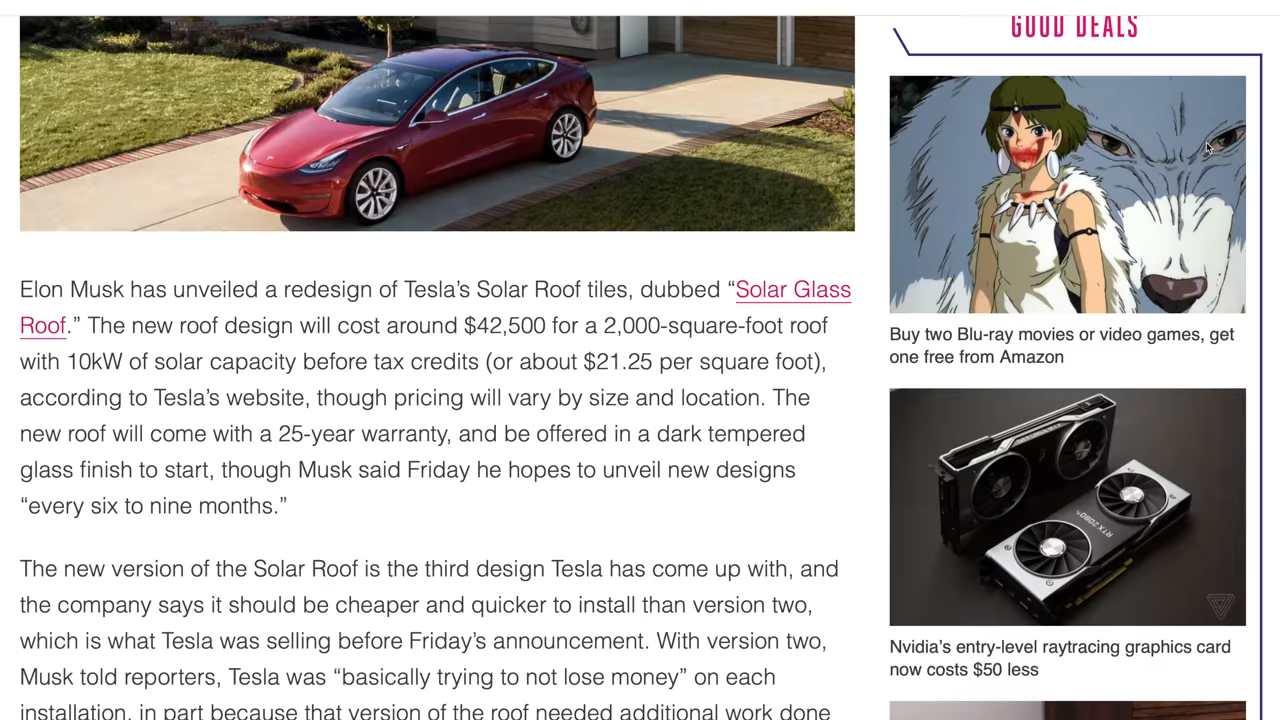 Elon Musk has unveiled a redesign of Tesla’s Solar Roof tiles, dubbed “Solar Glass
Roof.” The new roof design will cost around $42,500 for a 2,000-square-foot roof
with 10kW of solar capacity before tax credits (or about $21.25 per square foot),
according to Tesla’s website, though pricing will vary by size and location. The
new roof will come with a 25-year warranty, and be offered in a dark tempered
glass finish to start, though Musk said Friday he hopes to unveil new designs
“every six to nine months.”
The new version of the Solar Roof is the third design Tesla has come up with, and
the company says it should be cheaper and quicker to install than version two,
which is what Tesla was selling before Friday’s announcement. With version two,
Musk told reporters, Tesla was “basically trying to not lose money” on each
installation, in part because that version of the roof needed additional work done
GOOD DEALS
Buy two Blu-ray movies or video games, get
one free from Amazon
RTX 2080
Nvidia’s entry-level raytracing graphics card
now costs $50 less